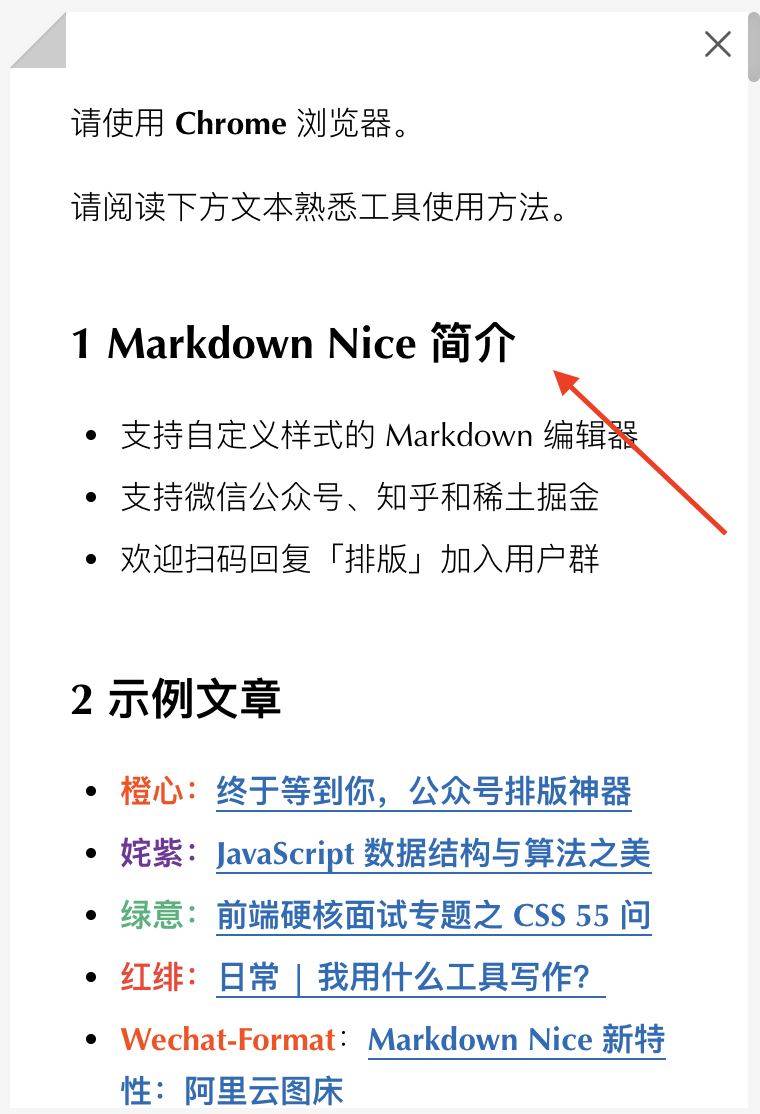 请使用 Chrome 浏览器。
请阅读下方文本熟悉工具使用方法。
1 Markdown Nice 简介
支持自定义样式的 Markdown 编辑器
支持微信公众号、知乎和稀土掘金
欢迎扫码回复「排版」加入用户群
2 示例文章
橙心：终于等到你，公众号排版神器
姹紫：JavaScript 数据结构与算法之美
绿意：前端硬核面试专题之 CSS 55 问
红绯：日常 | 我用什么工具写作？
Wechat-Format：Markdown Nice 新特
性：阿里云图床